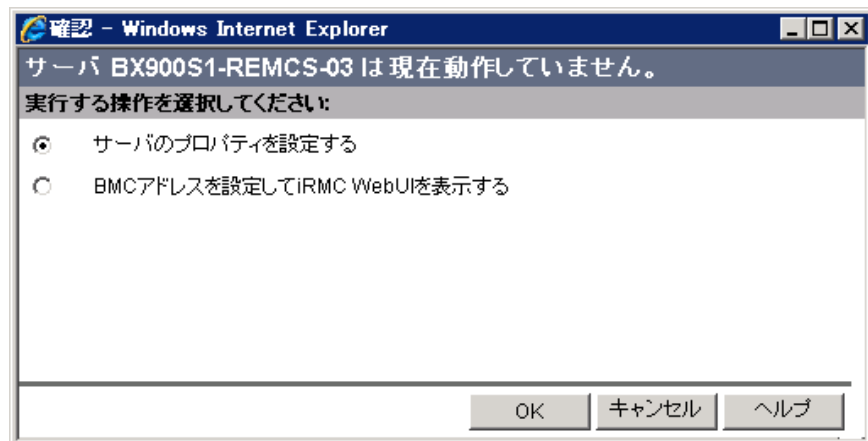 確認 - Windows Internet Explorer
サーバ BX900S1-REMCS-03 は現在動作していません。
実行する操作を選択してください:
サーバのプロパティを設定する
BMCアドレスを設定してiRMC WebUIを表示する
OK キャンセル ヘルプ